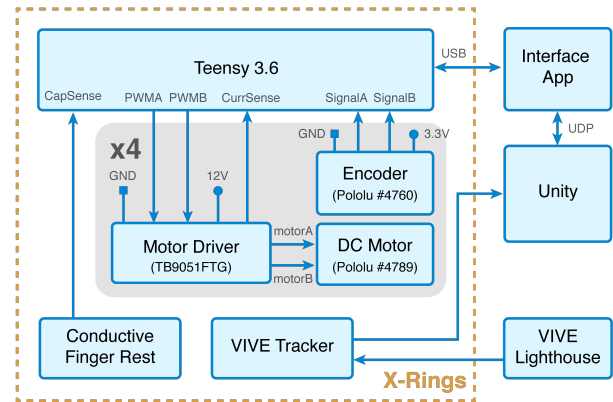 Teensy 3.6
CapSense PWMA PWMB CurrSense SignalA SignalB
USB
Interface
App
UDP
Unity
x4
GND
12V
GND
3.3V
Encoder
(Pololu #4760)
Motor Driver
(TB9051FTG)
motorA
motorB
DC Motor
(Pololu #4789)
Conductive
Finger Rest
VIVE Tracker
VIVE
Lighthouse
X-Rings